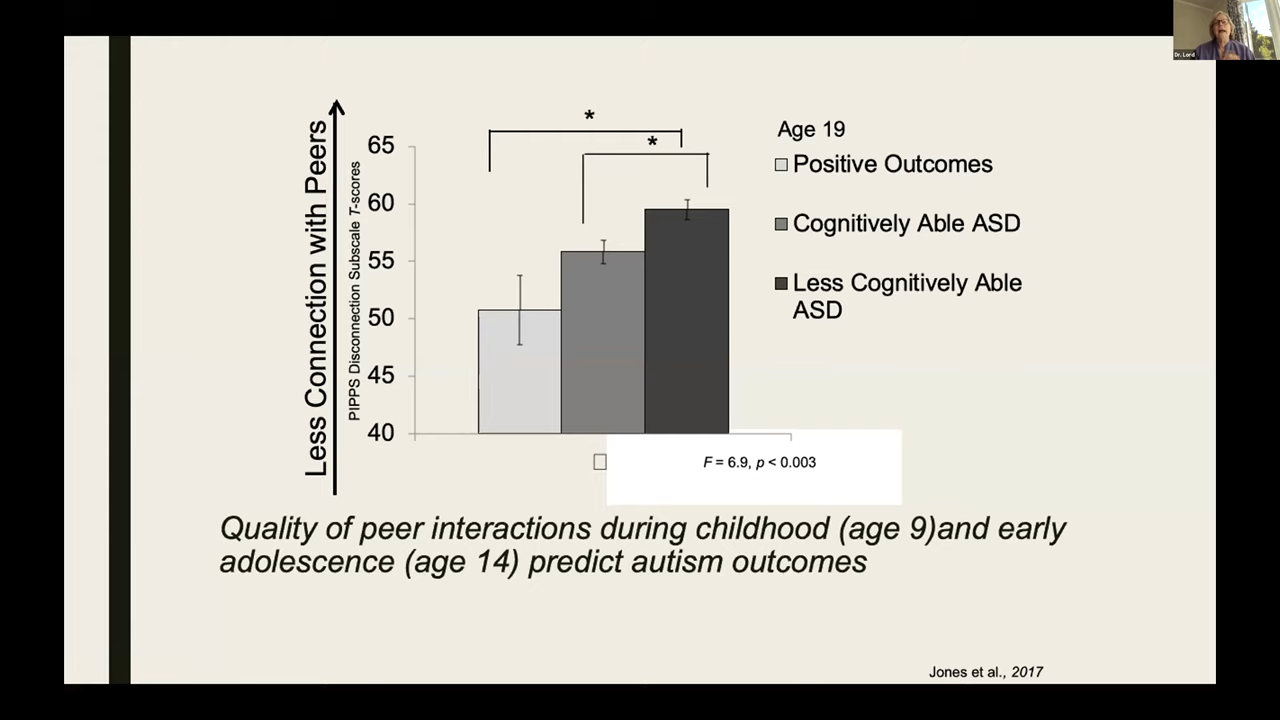 Dr. Lord
Less Connection with Peers
PIPPS Disconnection Subscale T-scores
65
60
55
50
45
40
*
*
Age 19
Positive Outcomes
Cognitively Able ASD
Less Cognitively Able
ASD
F = 6.9, p < 0.003
Quality of peer interactions during childhood (age 9)and early
adolescence (age 14) predict autism outcomes
Jones et al., 2017